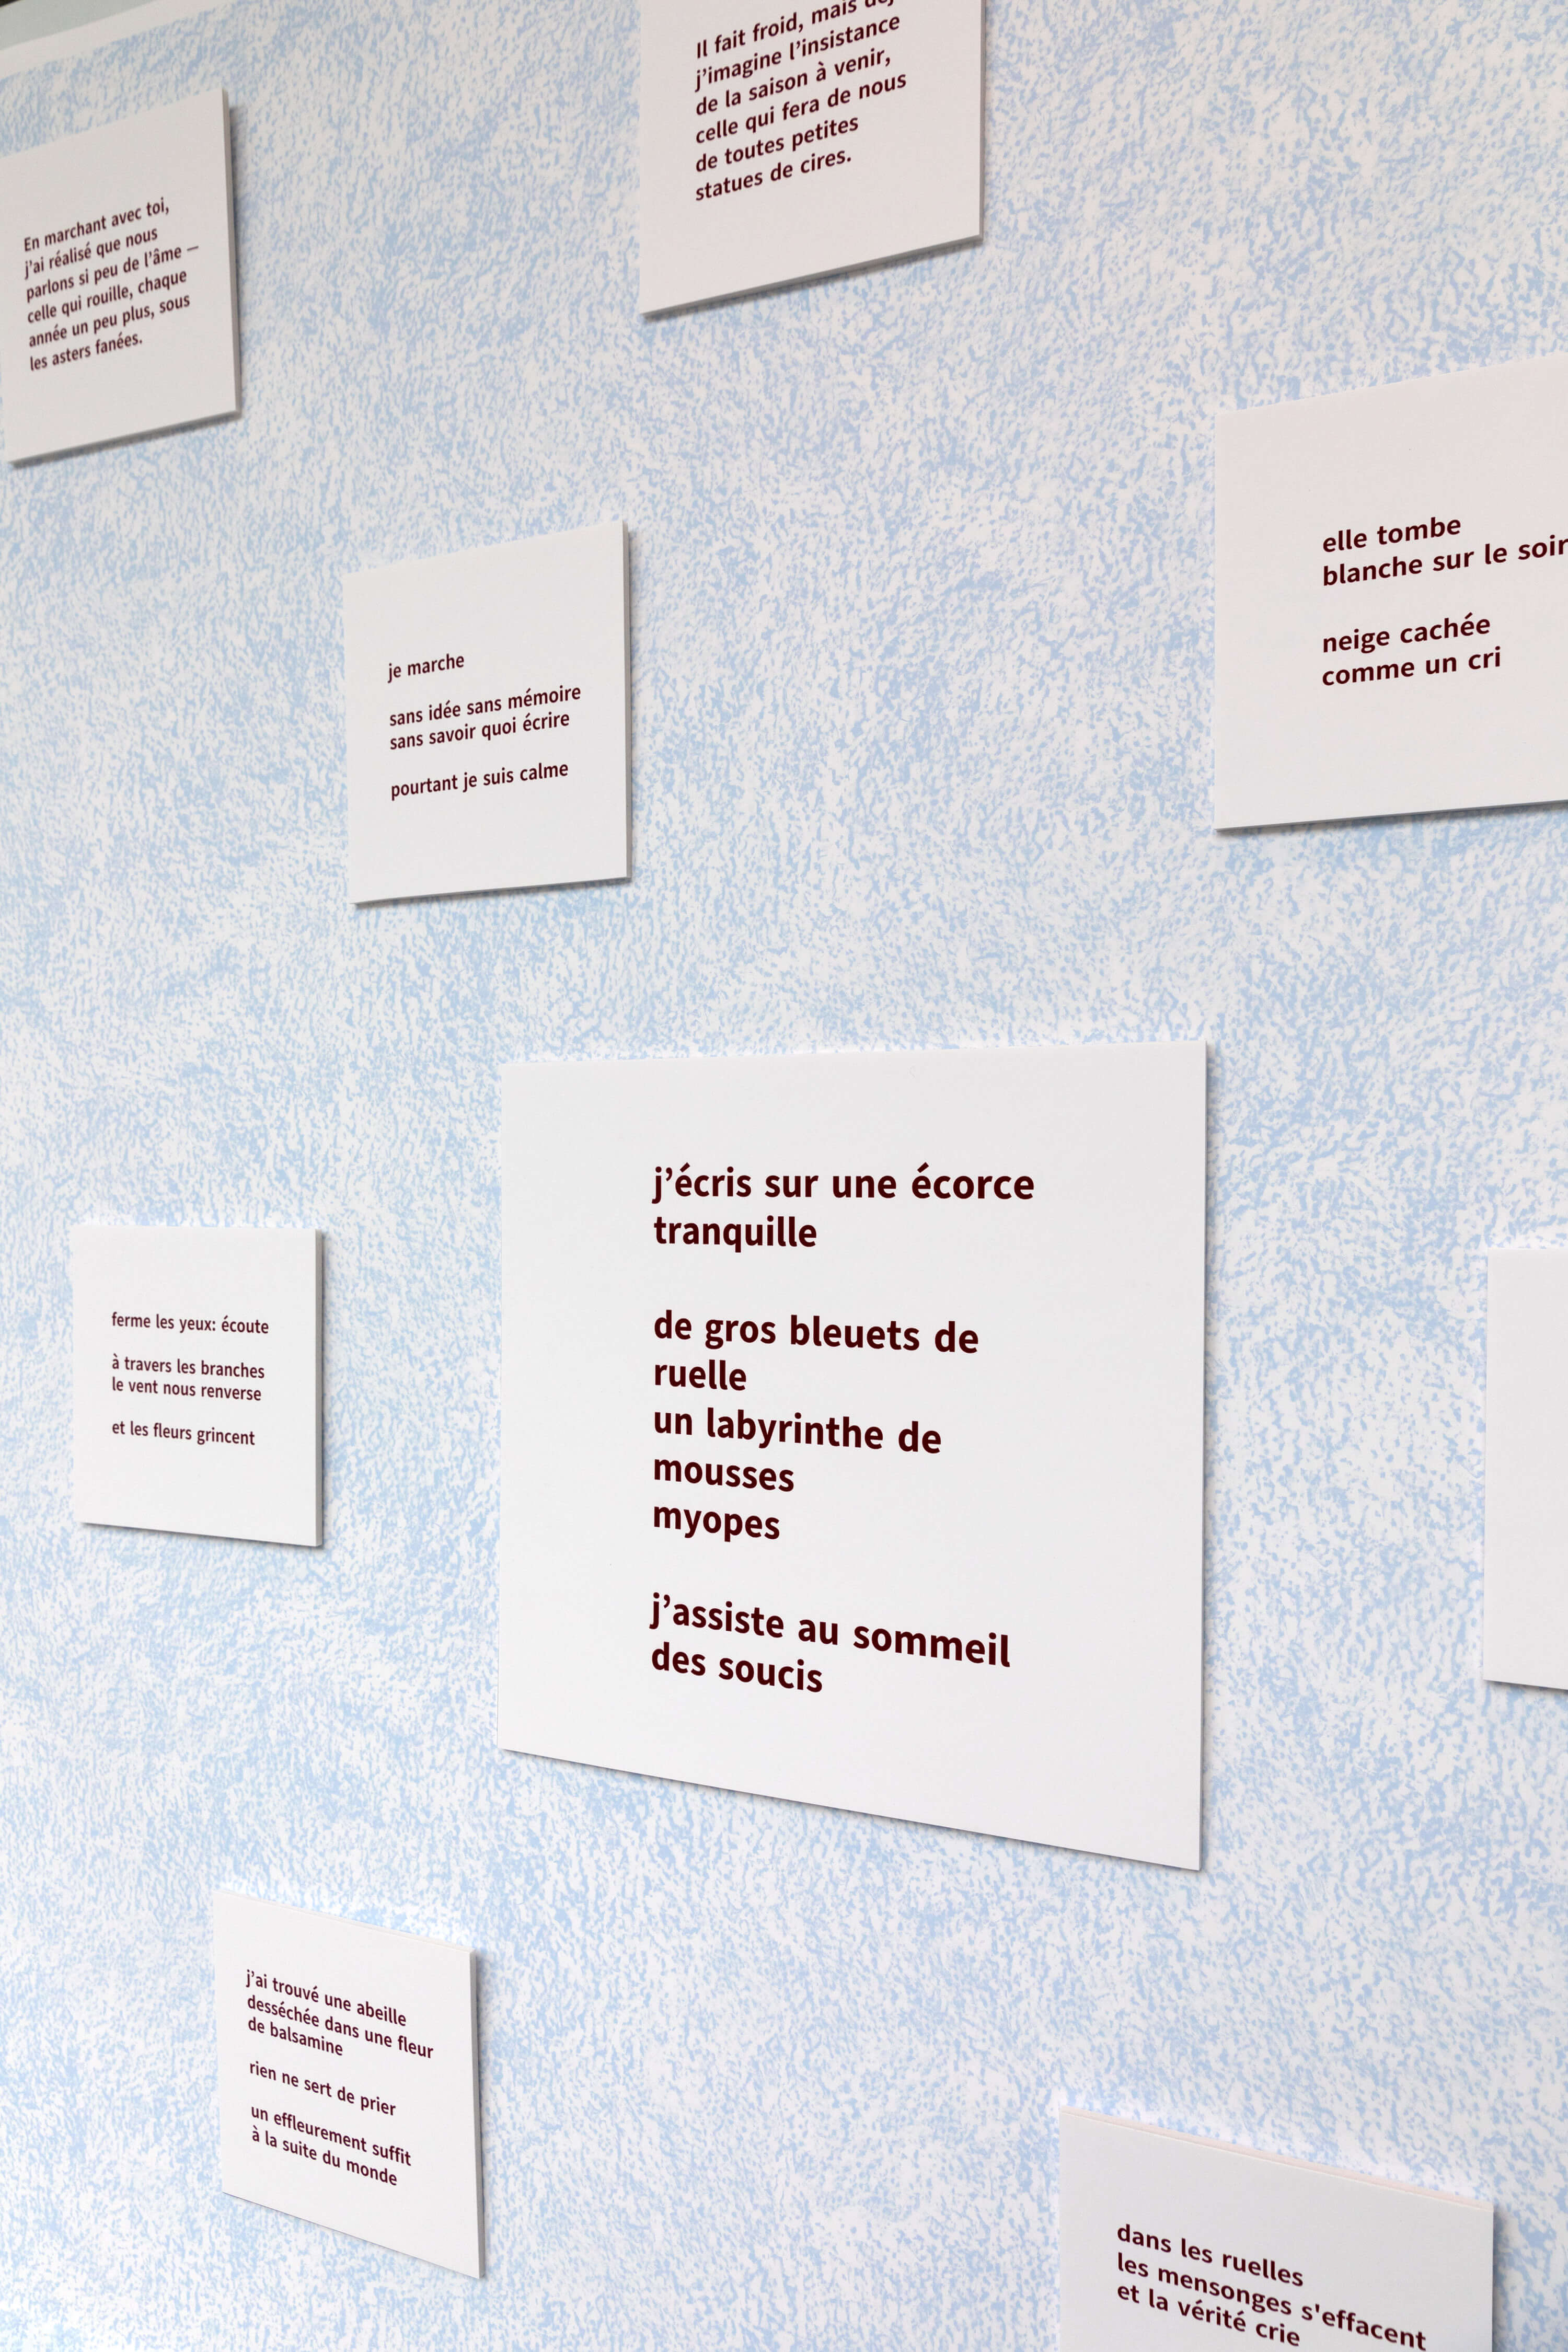 En marchant avec toi,
j'ai réalisé que nous
parlons si peu de l'âme —
celle qui rouille, chaque
année un peu plus, sous
les asters fanées.
Il fait froid, mais
j'imagine l'insistance
de la saison à venir,
celle qui fera de nous
de toutes petites
statues de cires.
elle tombe
blanche sur le soir
neige cachée
comme un cri
je marche
sans idée sans mémoire
sans savoir quoi écrire
pourtant je suis calme
j'écris sur une écorce
tranquille
de gros bleuets de
ruelle
un labyrinthe de
mousses
myopes
j'assiste au sommeil
des soucis
ferme les yeux: écoute
à travers les branches
le vent nous renverse
et les fleurs grincent
j'ai trouvé une abeille
desséchée dans une fleur
de balsamine
rien ne sert de prier
un effleurement suffit
à la suite du monde
dans les ruelles
les mensonges s'effacent
et la vérité crie